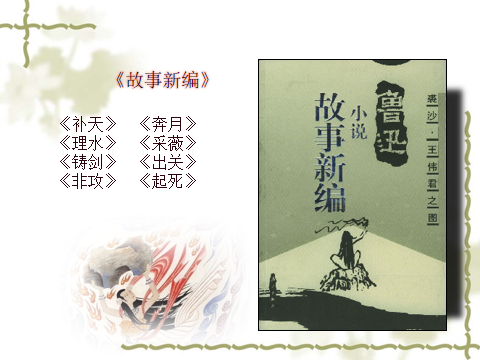 《故事新编》
《补天》 《奔月》
《理水》 《采薇》
《铸剑》 《出关》
《非攻》 《起死》
鲁迅
小说
故事新编
裘沙·王伟君之图